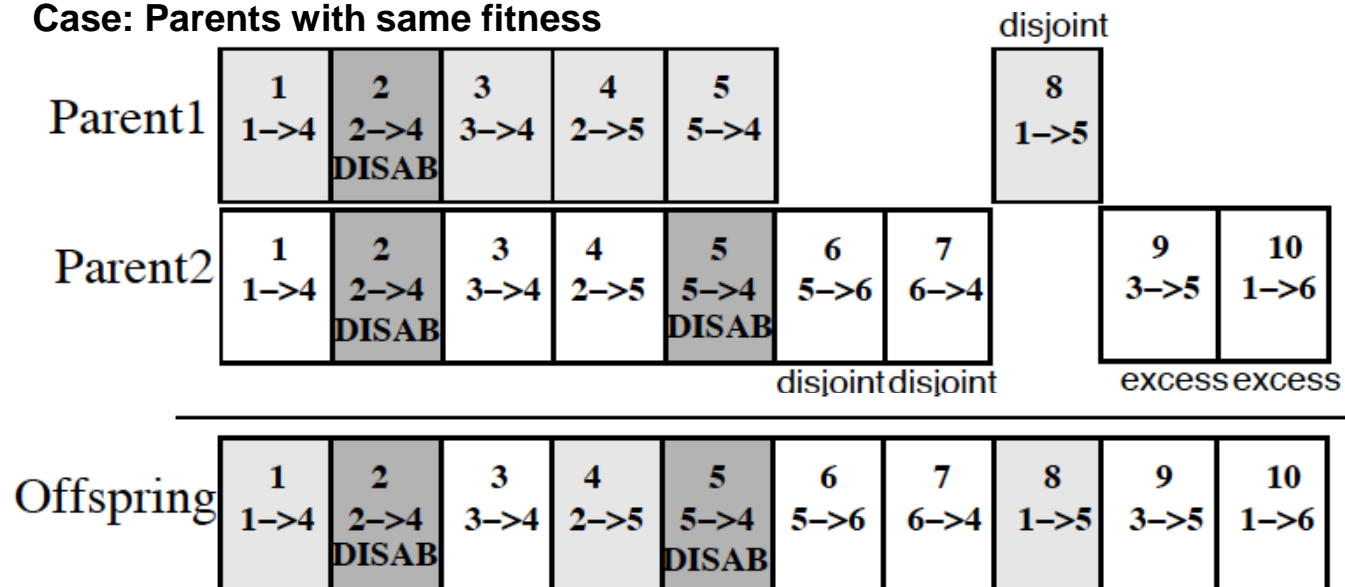 Case: Parents with same fitness
disjoint
Parent1
1 2 3 4 5 8
1–>4 2–>4 3–>4 2–>5 5–>4 1–>5
DISAB
Parent2
1 2 3 4 5 6 7 9 10
1–>4 2–>4 3–>4 2–>5 5–>4 5–>6 6–>4 3–>5 1–>6
DISAB DISAB
disjoint disjoint excess excess
Offspring
1 2 3 4 5 6 7 8 9 10
1–>4 2–>4 3–>4 2–>5 5–>4 5–>6 6–>4 1–>5 3–>5 1–>6
DISAB DISAB